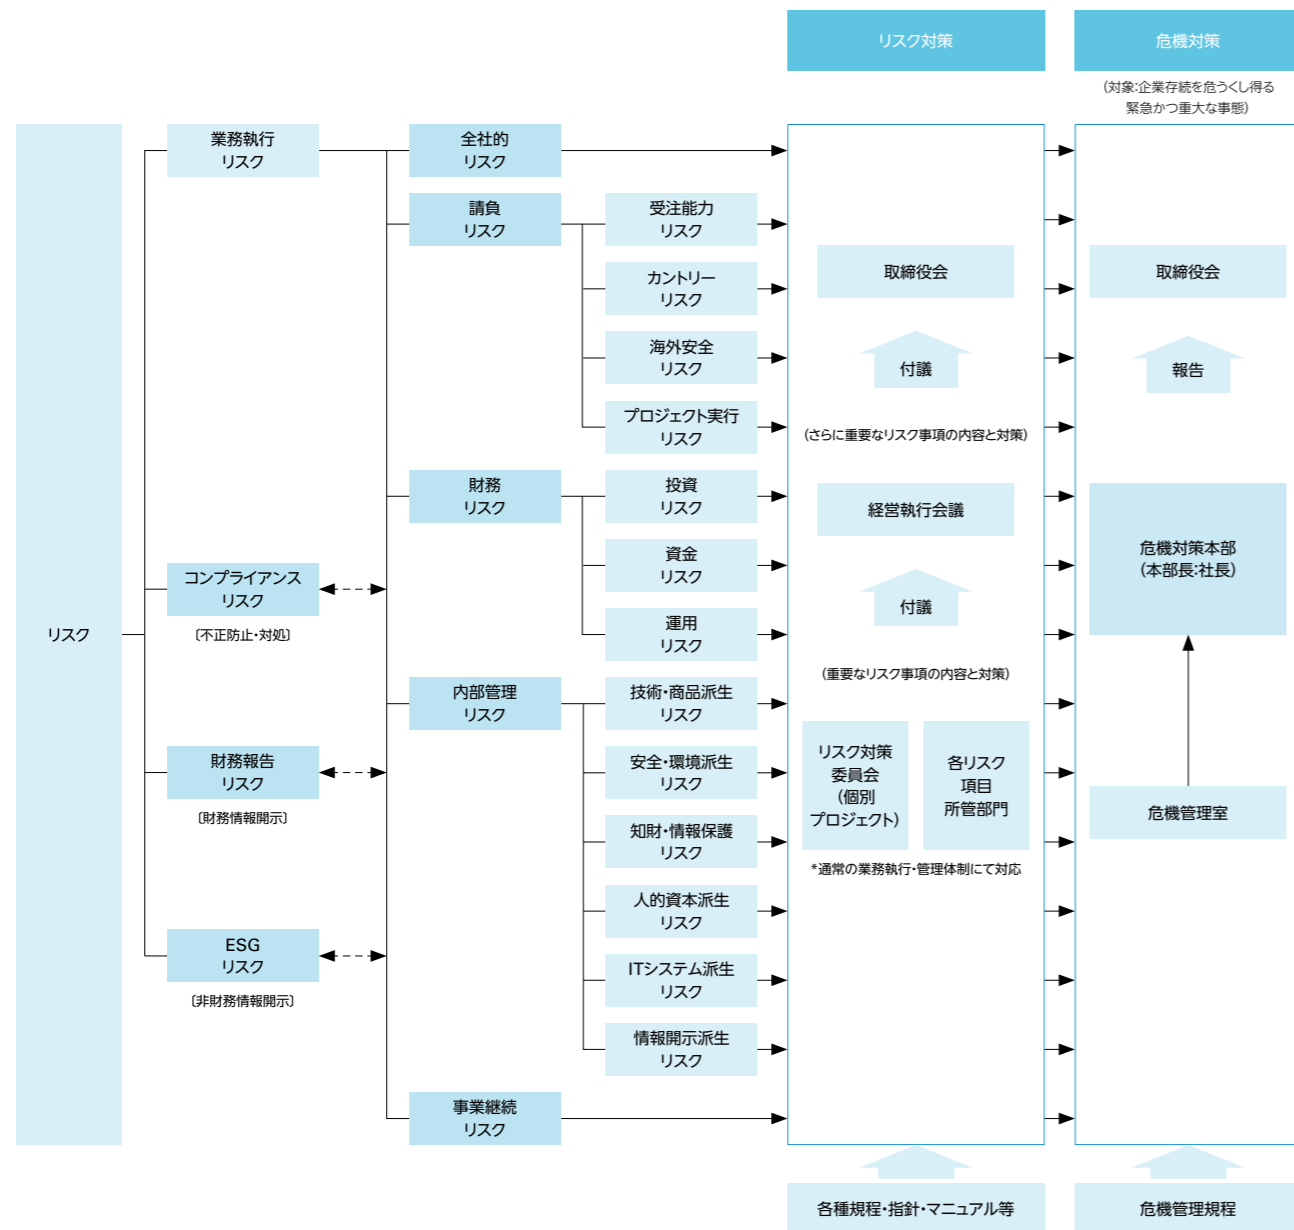 リスク対策
危機対策
(対象:企業存続を危うくし得る
緊急かつ重大な事態)
リスク
業務執行
リスク
コンプライアンス
リスク
〔不正防止・対処〕
財務報告
リスク
〔財務情報開示〕
ESG
リスク
〔非財務情報開示〕
全社的
リスク
請負
リスク
財務
リスク
内部管理
リスク
事業継続
リスク
受注能力
リスク
カントリー
リスク
海外安全
リスク
プロジェクト実行
リスク
投資
リスク
資金
リスク
運用
リスク
技術・商品派生
リスク
安全・環境派生
リスク
知財・情報保護
リスク
人的資本派生
リスク
ITシステム派生
リスク
情報開示派生
リスク
取締役会
付議
(さらに重要なリスク事項の内容と対策)
経営執行会議
付議
(重要なリスク事項の内容と対策)
リスク対策
委員会
(個別
プロジェクト)
各リスク
項目
所管部門
*通常の業務執行・管理体制にて対応
各種規程・指針・マニュアル等
取締役会
報告
危機対策本部
(本部長:社長)
危機管理室
危機管理規程